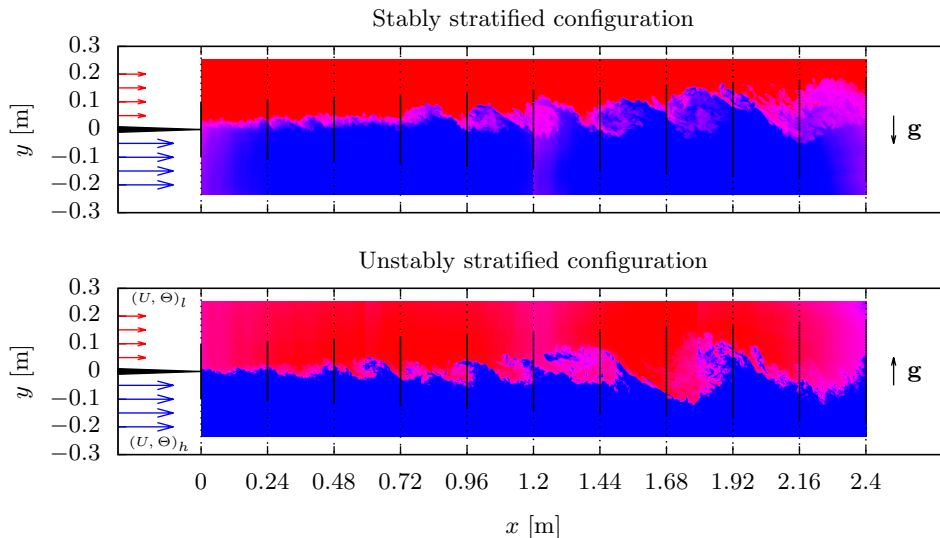 Stably stratified configuration
0.3
0.2
0.1
0
−0.1
−0.2
−0.3
y [m]
g
Unstably stratified configuration
0.3
0.2
0.1
0
−0.1
−0.2
−0.3
y [m]
(U, Θ)l
(U, Θ)h
g
0 0.24 0.48 0.72 0.96 1.2 1.44 1.68 1.92 2.16 2.4
x [m]